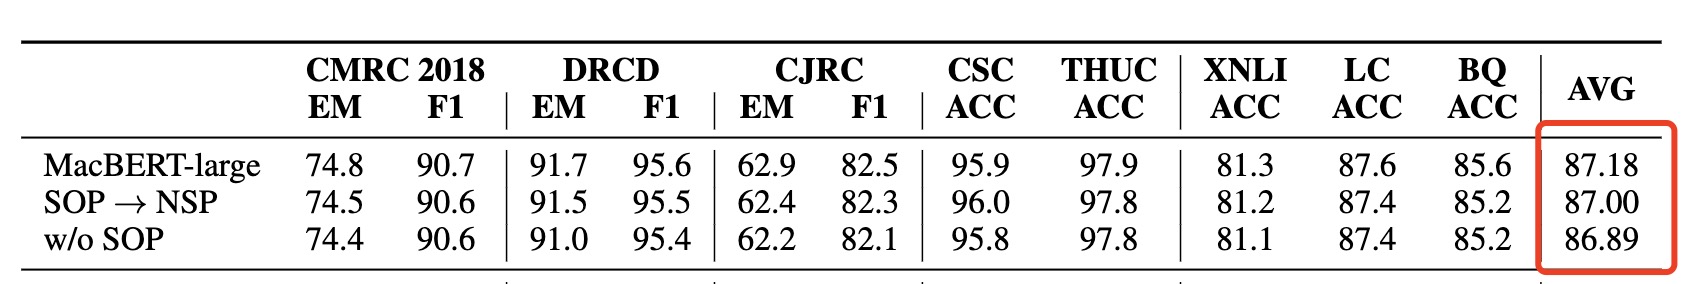 CMRC 2018 DRCD CJRC CSC THUC XNLI LC BQ AVG
EM F1 EM F1 EM F1 ACC ACC ACC ACC ACC
MacBERT-large 74.8 90.7 91.7 95.6 62.9 82.5 95.9 97.9 81.3 87.6 85.6 87.18
SOP → NSP 74.5 90.6 91.5 95.5 62.4 82.3 96.0 97.8 81.2 87.4 85.2 87.00
w/o SOP 74.4 90.6 91.0 95.4 62.2 82.1 95.8 97.8 81.1 87.4 85.2 86.89